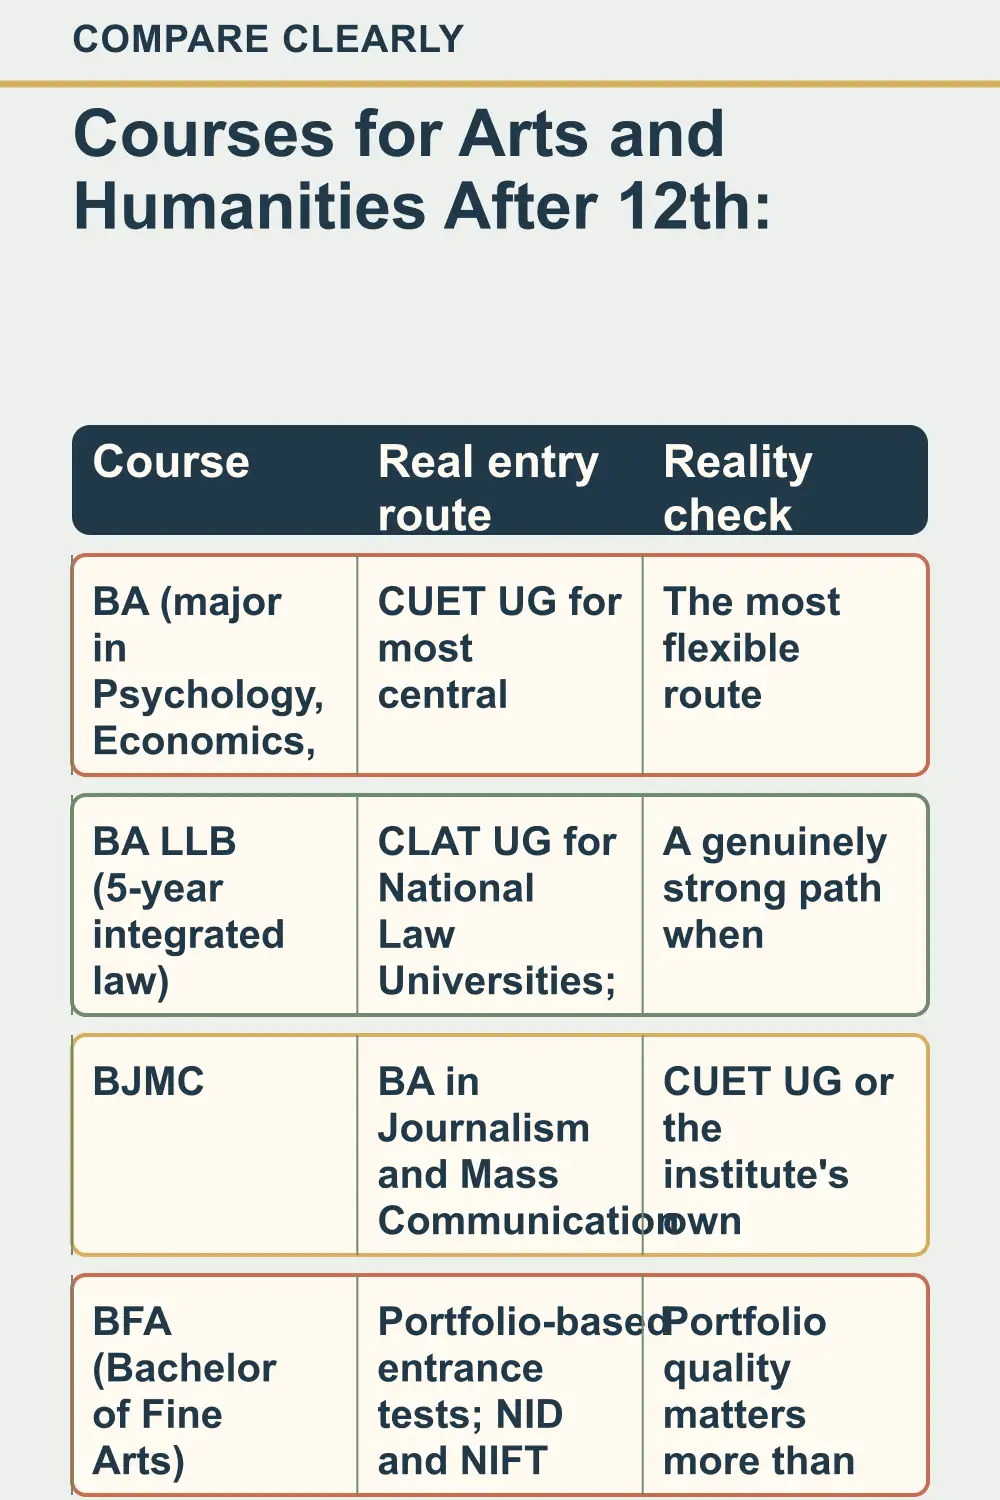 COMPARE CLEARLY
Courses for Arts and
Humanities After 12th:
Course
Real entry
route
Reality
check
BA (major
in
Psychology,
Economics,
CUET UG for
most
central
The most
flexible
route
BA LLB
(5-year
integrated
law)
CLAT UG for
National
Law
Universities;
A genuinely
strong path
when
BJMC
BA in
Journalism
and Mass
Communication
CUET UG or
the
institute's
own
BFA
(Bachelor
of Fine
Arts)
Portfolio-based
entrance
tests; NID
and NIFT
Portfolio
quality
matters
more than